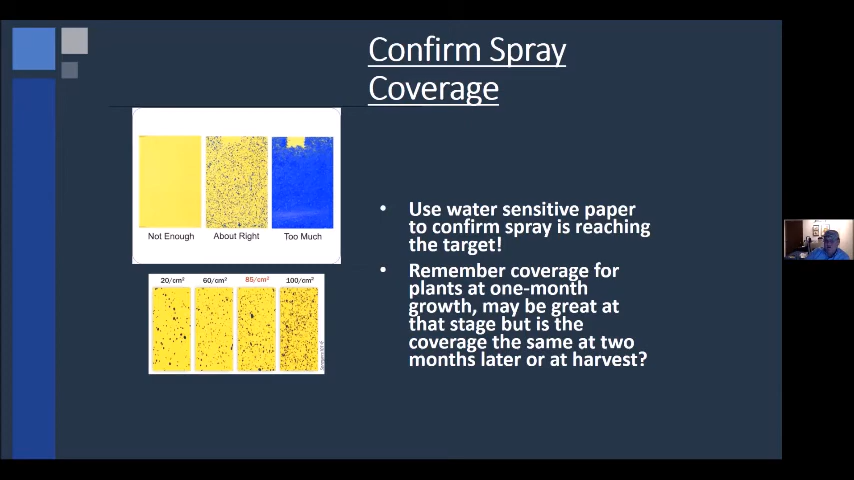 Confirm Spray
Coverage
Not Enough
About Right
Too Much
20/cm²
60/cm²
85/cm²
100/cm²
• Use water sensitive paper
to confirm spray is reaching
the target!
• Remember coverage for
plants at one-month
growth, may be great at
that stage but is the
coverage the same at two
months later or at harvest?